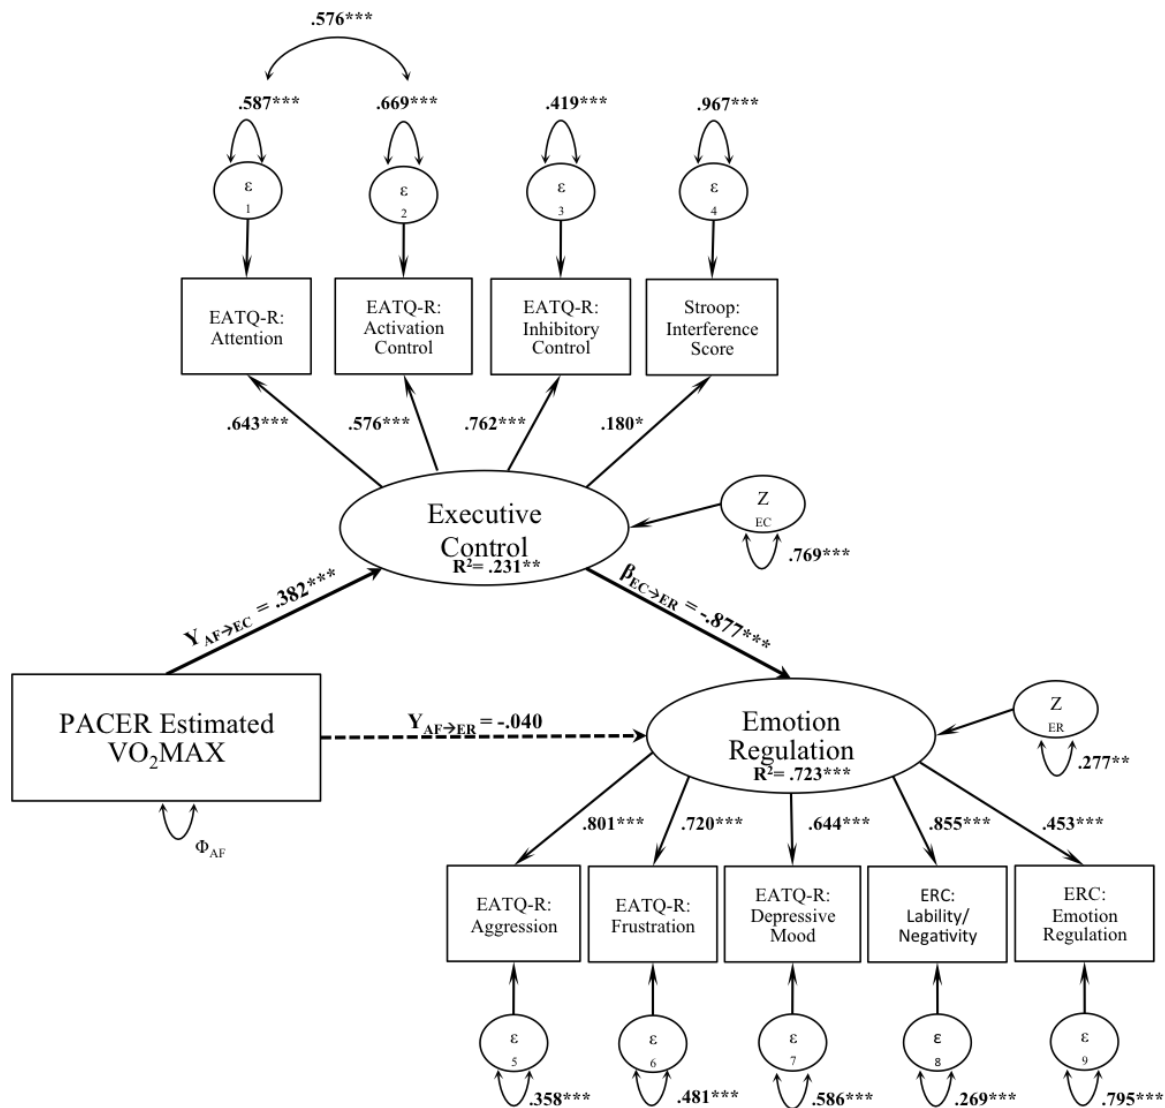 .576***
.587***
.669***
.419***
.967***
ε
1
ε
2
ε
3
ε
4
EATQ-R:
Attention
EATQ-R:
Activation
Control
EATQ-R:
Inhibitory
Control
Stroop:
Interference
Score
.643***
.576***
.762***
.180*
Executive
Control
R²= .231**
Z
EC
.769***
Υ AF→EC = .382***
β EC→ER = -.877***
PACER Estimated
VO₂MAX
Φ AF
Υ AF→ER = -.040
Emotion
Regulation
R²= .723***
Z
ER
.277**
.801***
.720***
.644***
.855***
.453***
EATQ-R:
Aggression
EATQ-R:
Frustration
EATQ-R:
Depressive
Mood
ERC:
Lability/
Negativity
ERC:
Emotion
Regulation
ε
5
ε
6
ε
7
ε
8
ε
9
.358***
.481***
.586***
.269***
.795***